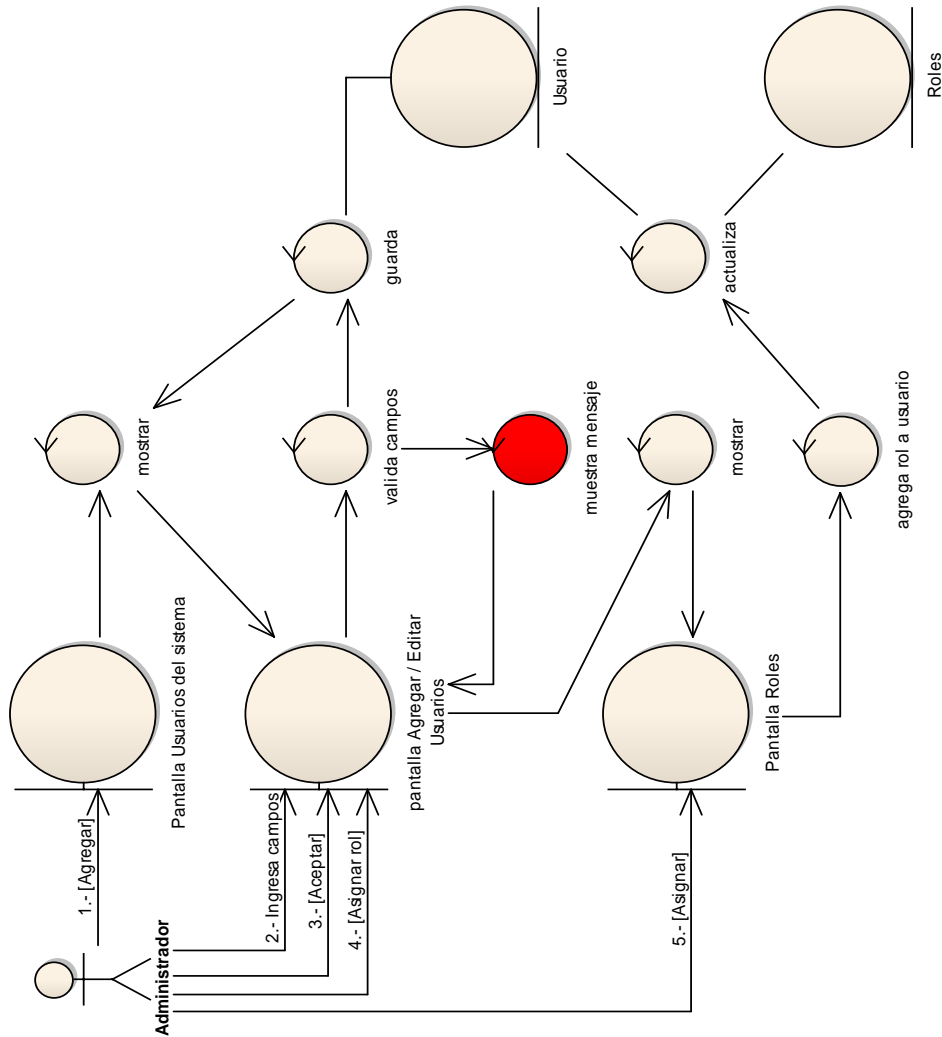 Administrador
1.- [Agregar]
2.- Ingresa campos
3.- [Aceptar]
4.- [Asignar rol]
5.- [Asignar]
Pantalla Usuarios del sistema
pantalla Agregar / Editar
Usuarios
Pantalla Roles
mostrar
valida campos
muestra mensaje
mostrar
agrega rol a usuario
guarda
actualiza
Usuario
Roles